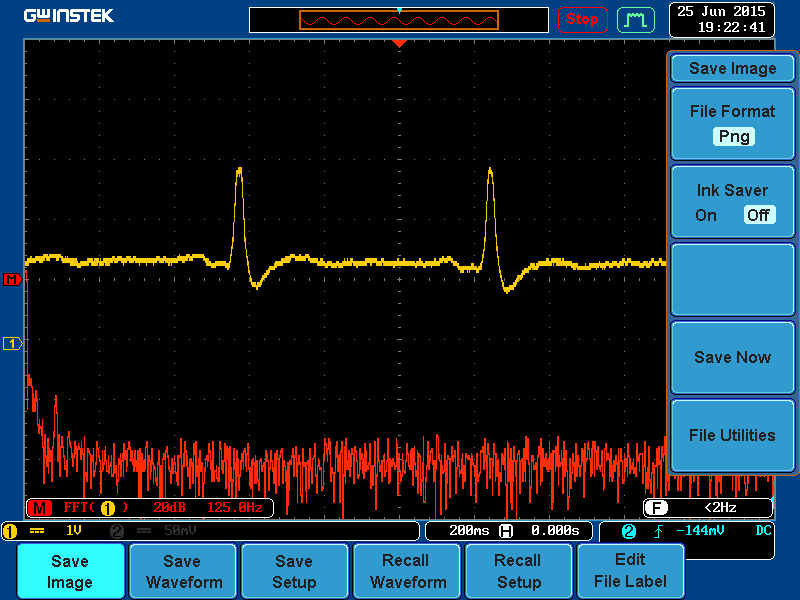 GWINSTEK
Stop
25 Jun 2015
19:22:41
Save Image
File Format
Png
Ink Saver
On Off
Save Now
File Utilities
M
1
M FFT( 1 ) 20dB 125.0Hz
F <2Hz
1 1V 2 50mV
200ms H 0.000s
2 -144mV DC
Save
Image
Save
Waveform
Save
Setup
Recall
Waveform
Recall
Setup
Edit
File Label